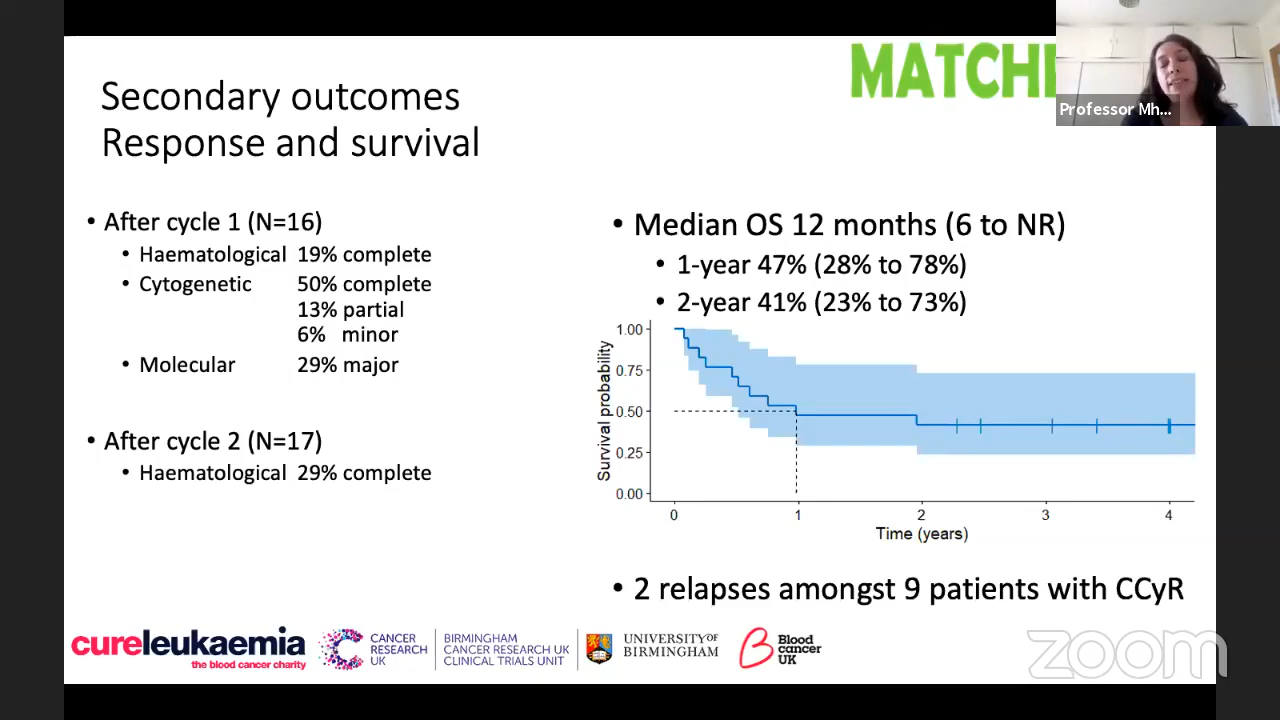 MATCH
Professor Mh...
Secondary outcomes
Response and survival
• After cycle 1 (N=16)
• Haematological 19% complete
• Cytogenetic 50% complete
13% partial
6% minor
• Molecular 29% major
• After cycle 2 (N=17)
• Haematological 29% complete
• Median OS 12 months (6 to NR)
• 1-year 47% (28% to 78%)
• 2-year 41% (23% to 73%)
Survival probability
1.00
0.75
0.50
0.25
0.00
0 1 2 3 4
Time (years)
• 2 relapses amongst 9 patients with CCyR
cureleukaemia
the blood cancer charity
CANCER
RESEARCH
UK
BIRMINGHAM
CANCER RESEARCH UK
CLINICAL TRIALS UNIT
UNIVERSITY OF
BIRMINGHAM
Blood
cancer
UK
zoom